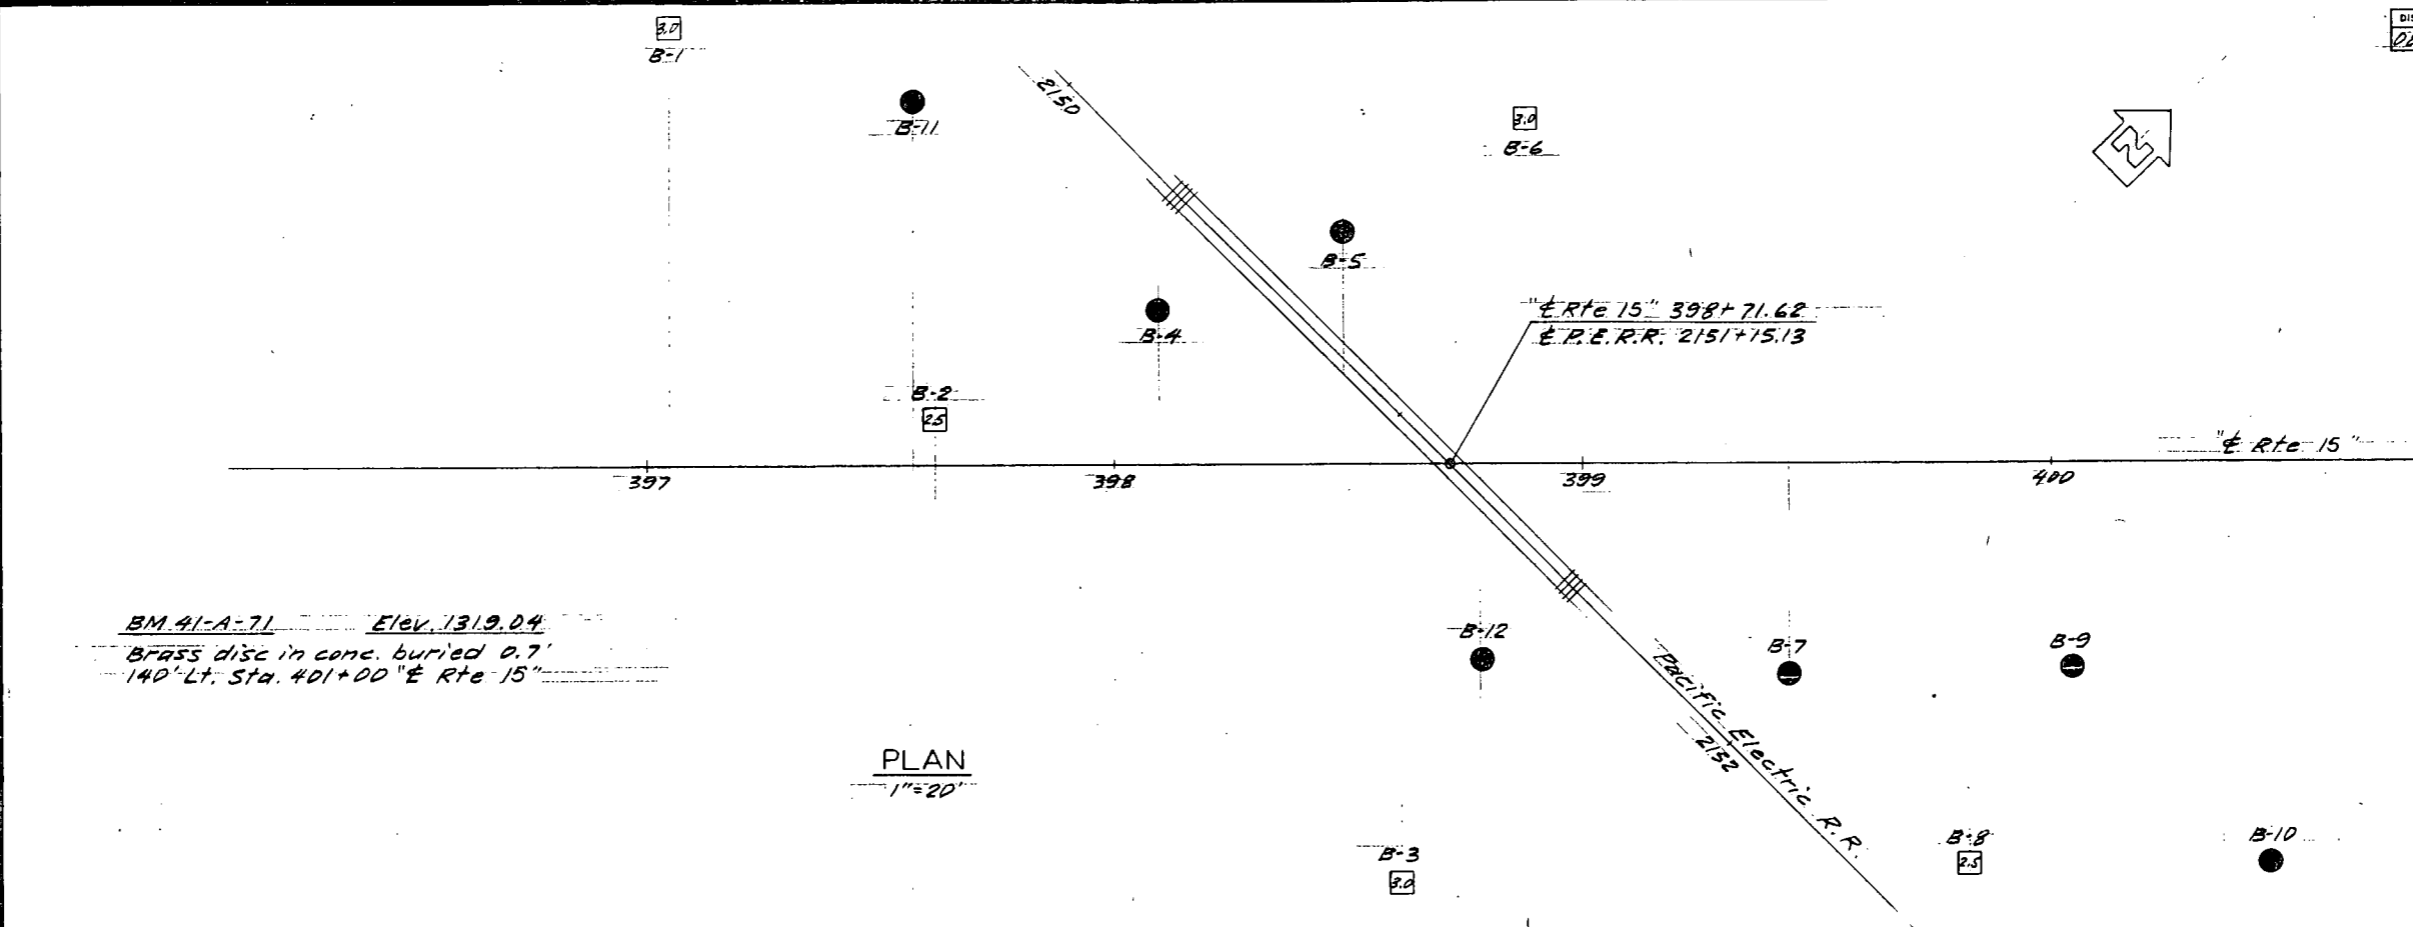 3.0
B-1
B-11
2150
3.0
B-6
N
B-5
B-4
"℄ Rte 15" 398+71.62
℄ P.E.R.R. 2151+15.13
B-2
2.5
"℄ Rte 15"
397
398
399
400
BM 41-A-71 Elev. 1319.04
Brass disc in conc. buried 0.7'
140' Lt. Sta. 401+00 "℄ Rte 15"
B-12
B-7
B-9
Pacific Electric R.R.
2152
PLAN
1"=20'
B-3
3.0
B-8
2.5
B-10